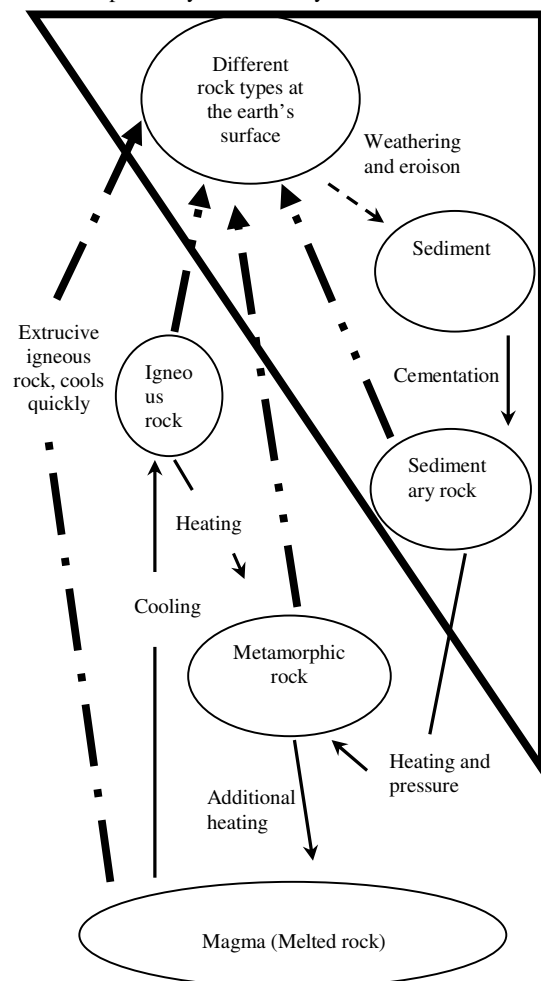 Different
rock types at
the earth's
surface
Weathering
and eroison
Sediment
Extrucive
igneous
rock, cools
quickly
Igneo
us
rock
Cementation
Sediment
ary rock
Heating
Cooling
Metamorphic
rock
Heating and
pressure
Additional
heating
Magma (Melted rock)